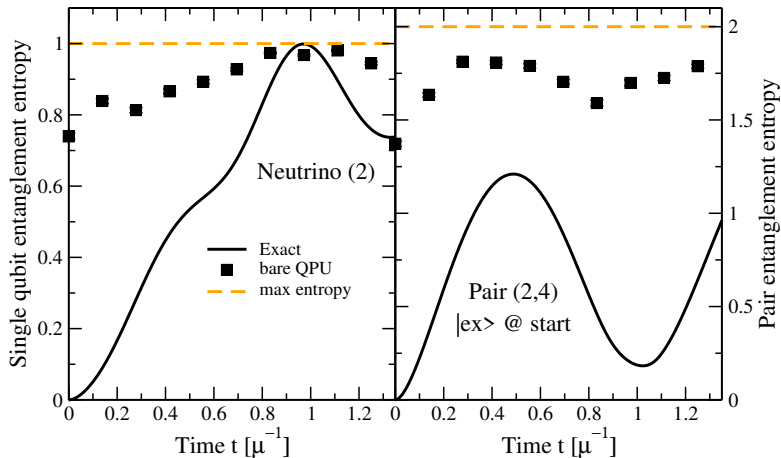 Single qubit entanglement entropy
1
0.8
0.6
0.4
0.2
0
0
0.2
0.4
0.6
0.8
1
1.2
Time t [μ⁻¹]
Neutrino (2)
Exact
bare QPU
max entropy
Pair (2,4)
|ex> @ start
0
0.2
0.4
0.6
0.8
1
1.2
Time t [μ⁻¹]
2
1.5
1
0.5
0
Pair entanglement entropy